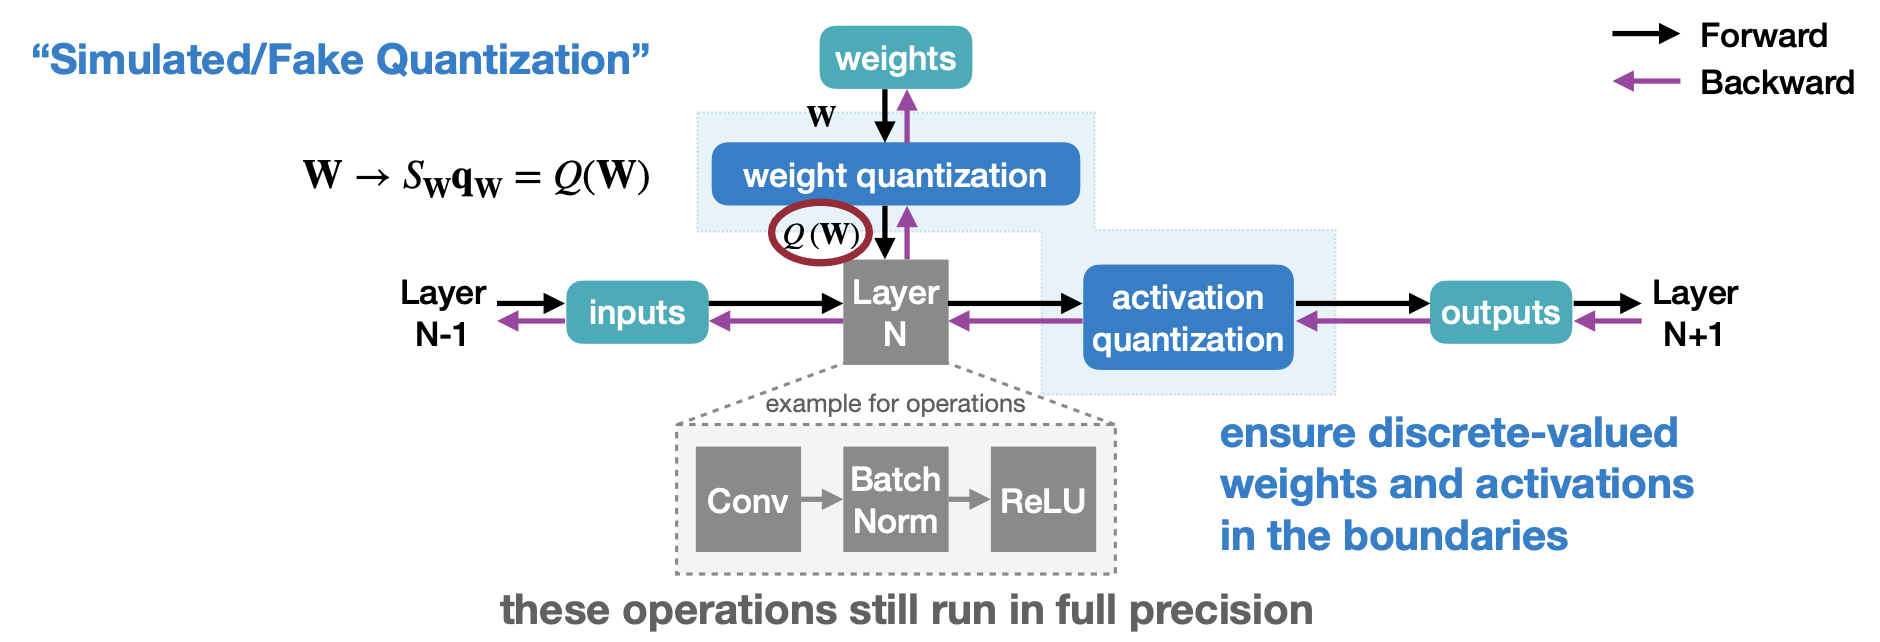 “Simulated/Fake Quantization”
weights
Forward
Backward
W
W → S_W q_W = Q(W)
weight quantization
Q (W)
Layer
N-1
inputs
Layer
N
activation
quantization
outputs
Layer
N+1
example for operations
Conv
Batch
Norm
ReLU
ensure discrete-valued
weights and activations
in the boundaries
these operations still run in full precision